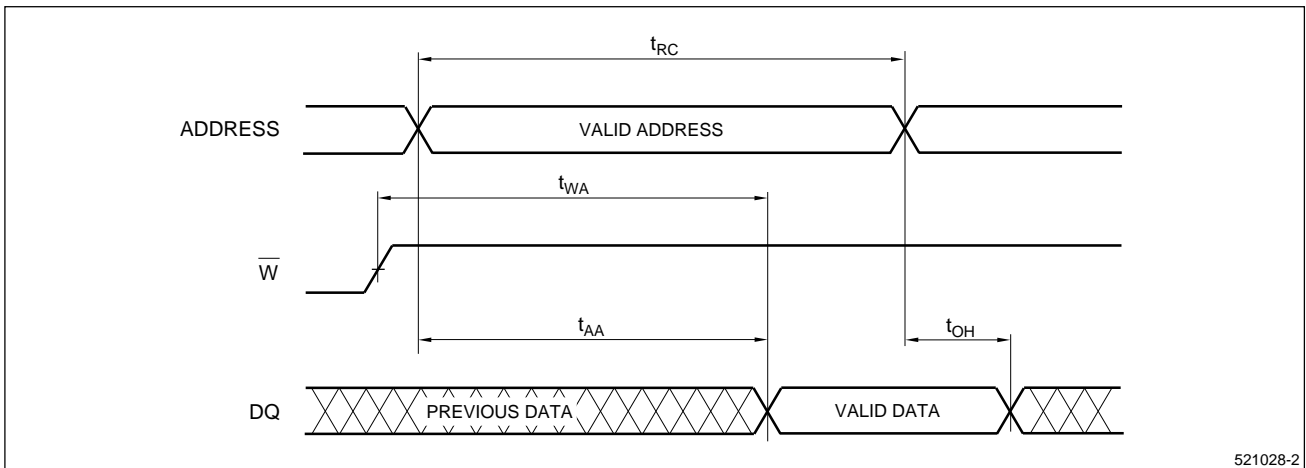 tRC
ADDRESS
VALID ADDRESS
tWA
W
tAA
tOH
DQ
PREVIOUS DATA
VALID DATA
521028-2